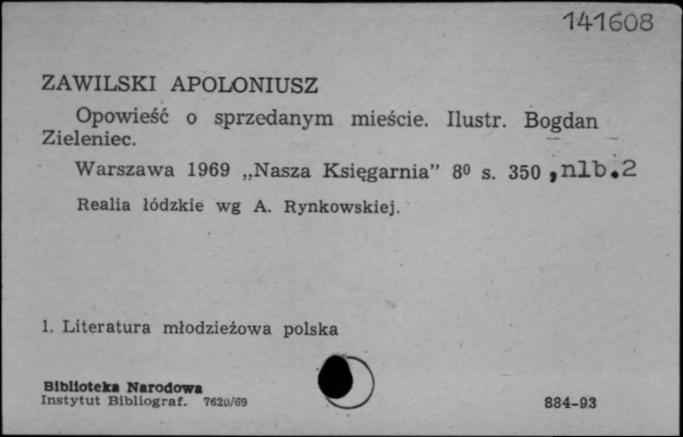 141608
ZAWILSKI APOLONIUSZ
Opowieść o sprzedanym mieście. Ilustr. Bogdan
Zieleniec.
Warszawa 1969 „Nasza Księgarnia” 8⁰ s. 350 , nlb.2
Realia łódzkie wg A. Rynkowskiej.
1. Literatura młodzieżowa polska
Biblioteka Narodowa
Instytut Bibliograf. 7620/69
884-93